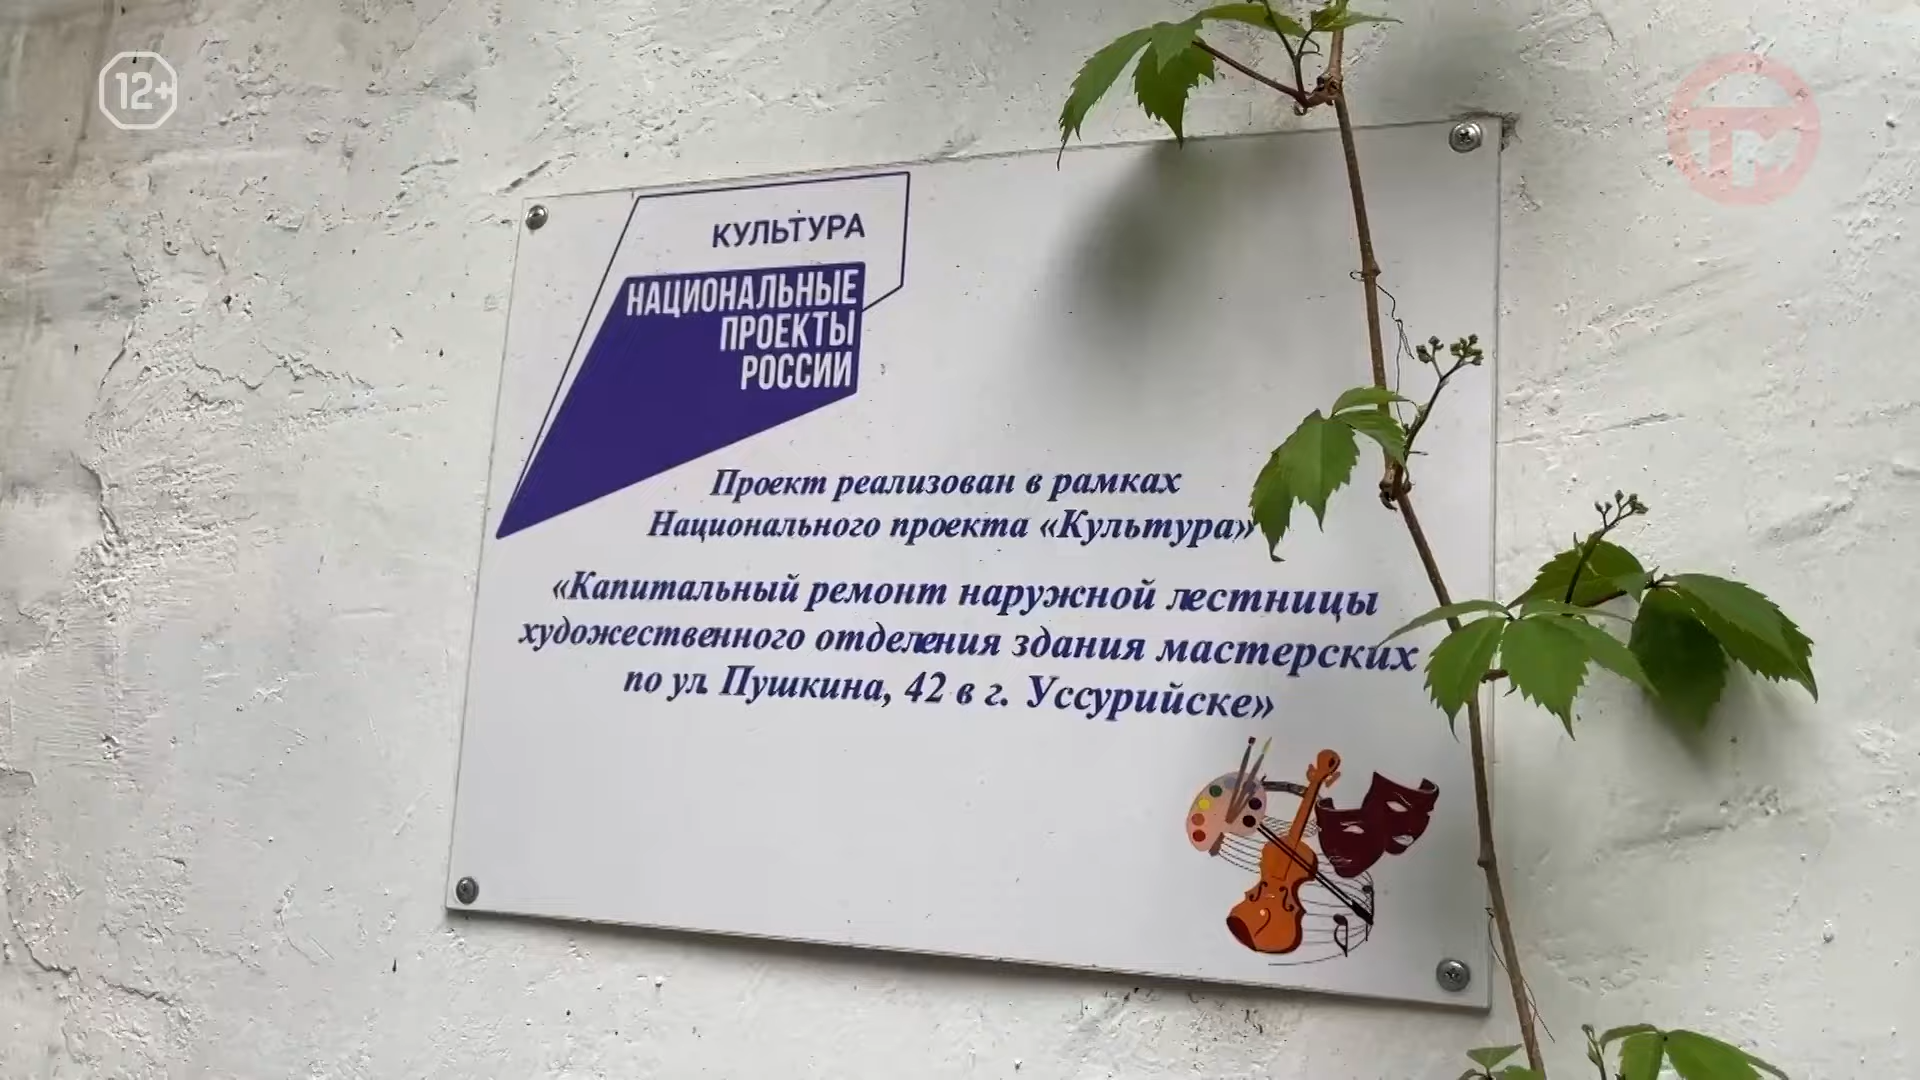 12+
ТМ
КУЛЬТУРА
НАЦИОНАЛЬНЫЕ
ПРОЕКТЫ
РОССИИ
Проект реализован в рамках
Национального проекта «Культура»
«Капитальный ремонт наружной лестницы
художественного отделения здания мастерских
по ул. Пушкина, 42 в г. Уссурийске»